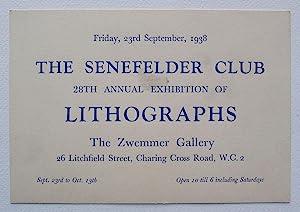 Friday, 23rd September, 1938
THE SENEFELDER CLUB
28TH ANNUAL EXHIBITION OF
LITHOGRAPHS
The Zwemmer Gallery
26 Litchfield Street, Charing Cross Road, W.C. 2
Sept. 23rd to Oct. 19th Open 10 till 6 including Saturdays